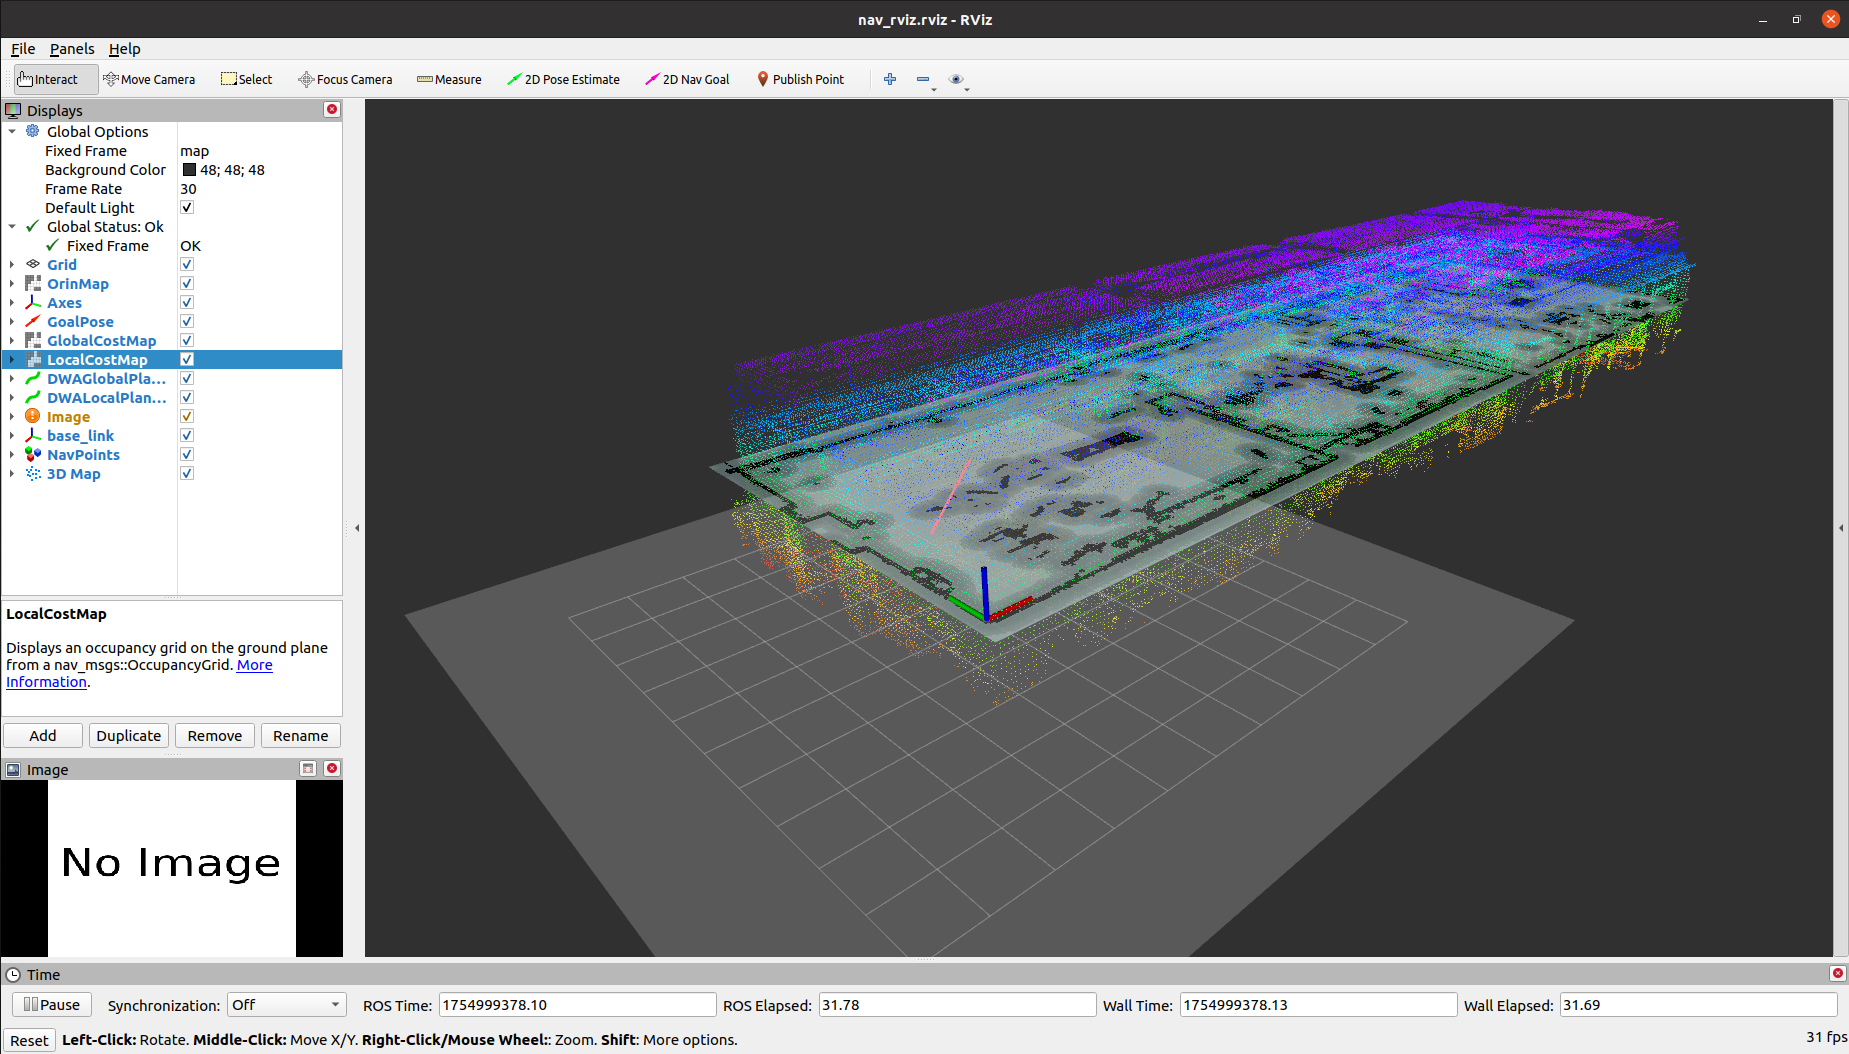 nav_rviz.rviz - RViz
File Panels Help
Interact Move Camera Select Focus Camera Measure 2D Pose Estimate 2D Nav Goal Publish Point
Displays
Global Options
Fixed Frame map
Background Color 48; 48; 48
Frame Rate 30
Default Light
Global Status: Ok
Fixed Frame OK
Grid
OrinMap
Axes
GoalPose
GlobalCostMap
LocalCostMap
DWAGlobalPla...
DWALocalPlan...
Image
base_link
NavPoints
3D Map
LocalCostMap
Displays an occupancy grid on the ground plane
from a nav_msgs::OccupancyGrid. More
Information.
Add Duplicate Remove Rename
Image
No Image
Time
Pause Synchronization: Off ROS Time: 1754999378.10 ROS Elapsed: 31.78 Wall Time: 1754999378.13 Wall Elapsed: 31.69
Reset Left-Click: Rotate. Middle-Click: Move X/Y. Right-Click/Mouse Wheel:: Zoom. Shift: More options. 31 fps